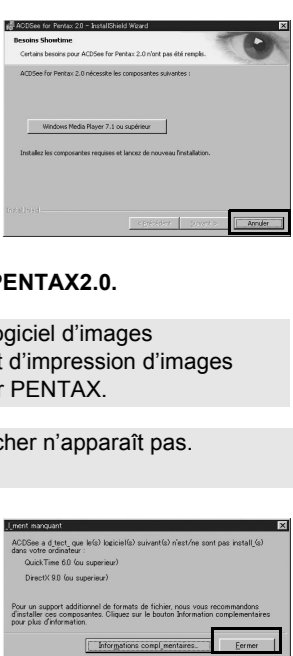 ACDSee for Pentax 2.0 - InstallShield Wizard
Besoins Showtime
Certains besoins pour ACDSee for Pentax 2.0 n'ont pas été remplis.
ACDSee for Pentax 2.0 nécessite les composantes suivantes :
Windows Media Player 7.1 ou supérieur
Installez les composantes requises et lancez de nouveau l'installation.
InstallShield
< Précédent Suivant > Annuler
PENTAX2.0.
ogiciel d'images
t d'impression d'images
r PENTAX.
cher n'apparaît pas.
l_ment manquant
ACDSee a d_tect_ que le(s) logiciel(s) suivant(s) n'est/ne sont pas install_(s)
dans votre ordinateur :
QuickTime 6.0 (ou superieur)
DirectX 9.0 (ou superieur)
Pour un support additionnel de formats de fichier, nous vous recommandons
d'installer ces composantes. Cliquez sur le bouton Information complementaires
pour plus d'information.
Informations compl_mentaires... Fermer